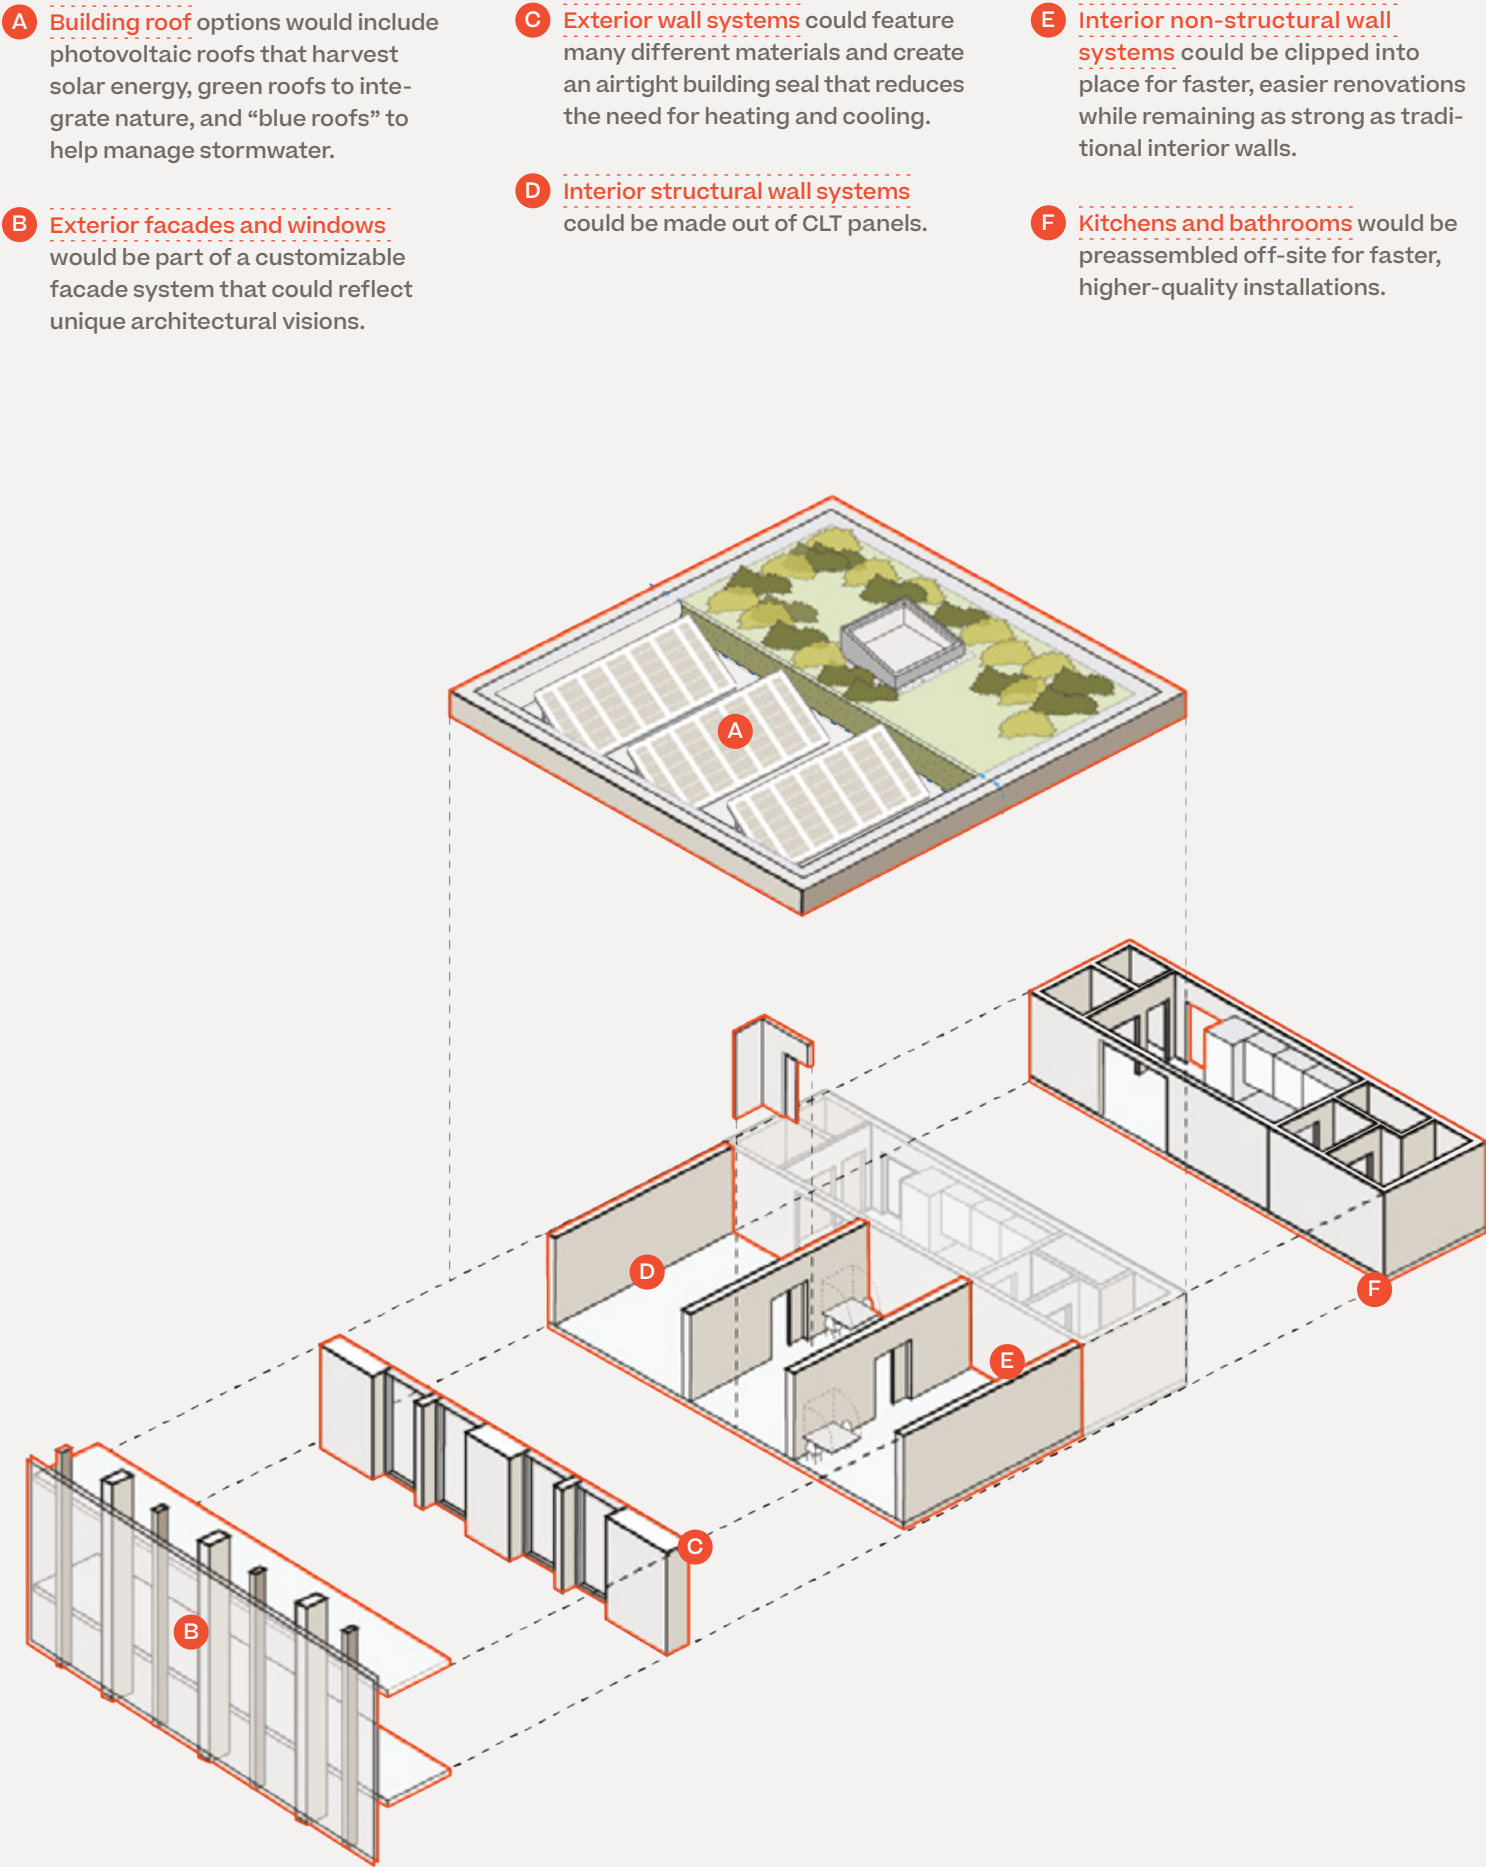 A Building roof options would include
photovoltaic roofs that harvest
solar energy, green roofs to inte-
grate nature, and “blue roofs” to
help manage stormwater.
B Exterior facades and windows
would be part of a customizable
facade system that could reflect
unique architectural visions.
C Exterior wall systems could feature
many different materials and create
an airtight building seal that reduces
the need for heating and cooling.
D Interior structural wall systems
could be made out of CLT panels.
E Interior non-structural wall
systems could be clipped into
place for faster, easier renovations
while remaining as strong as tradi-
tional interior walls.
F Kitchens and bathrooms would be
preassembled off-site for faster,
higher-quality installations.
A
D
F
E
C
B